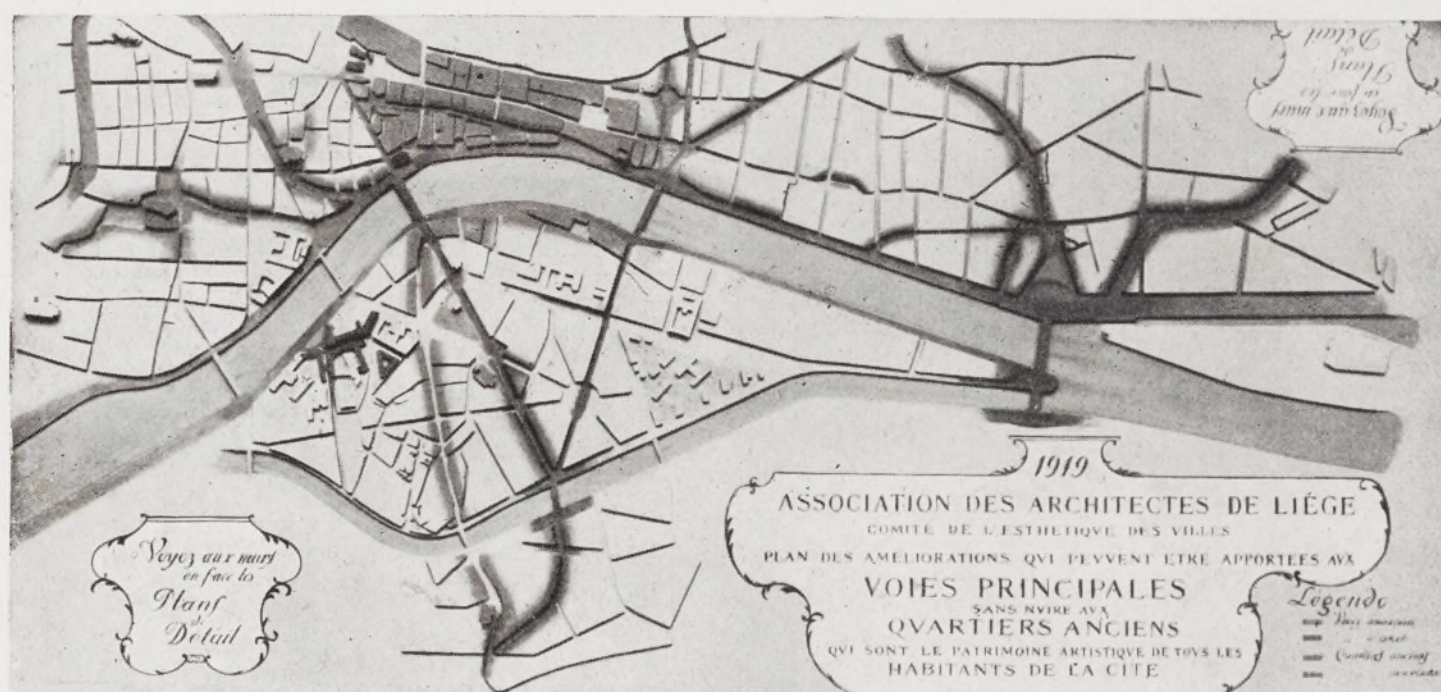 Voyez aux murs
en face les
Plans
de
Détail
1919
ASSOCIATION DES ARCHITECTES DE LIÉGE
COMITE DE L'ESTHETIQVE DES VILLES
PLAN DES AMELIORATIONS QVI PEVVENT ETRE APPORTEES AVX
VOIES PRINCIPALES
SANS NVIRE AVX
QVARTIERS ANCIENS
QVI SONT LE PATRIMOINE ARTISTIQVE DE TOVS LES
HABITANTS DE LA CITE
Voyez aux murs
en face les
Plans
de
Détail
Légende